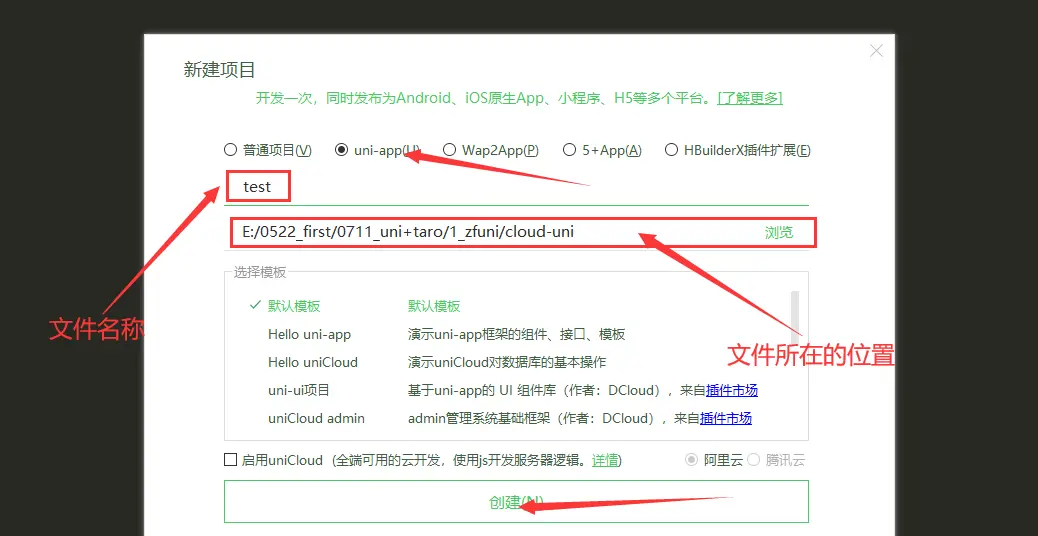 新建项目
开发一次，同时发布为Android、iOS原生App、小程序、H5等多个平台。[了解更多]
普通项目(V) uni-app(U) Wap2App(P) 5+App(A) HBuilderX插件扩展(E)
test
E:/0522_first/0711_uni+taro/1_zfuni/cloud-uni 浏览
选择模板
默认模板 默认模板
文件名称
Hello uni-app 演示uni-app框架的组件、接口、模板
文件所在的位置
Hello uniCloud 演示uniCloud对数据库的基本操作
uni-ui项目 基于uni-app的 UI 组件库（作者：DCloud），来自插件市场
uniCloud admin admin管理系统基础框架（作者：DCloud），来自插件市场
启用uniCloud（全端可用的云开发，使用js开发服务器逻辑。详情) 阿里云 腾讯云
创建(N)